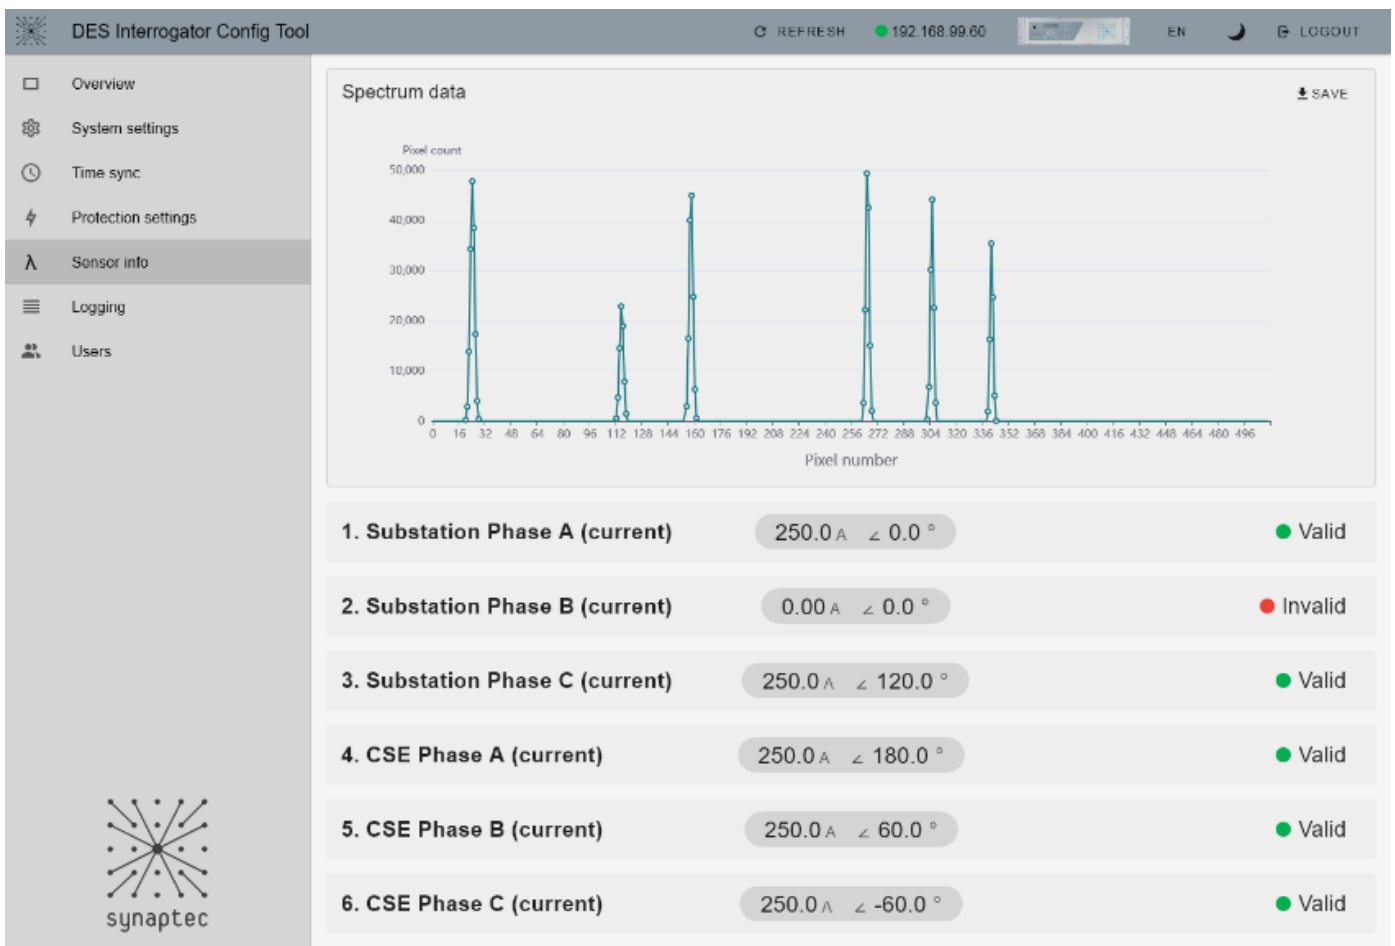 DES Interrogator Config Tool
REFRESH
192.168.99.60
EN
LOGOUT
Overview
System settings
Time sync
Protection settings
λ Sensor info
Logging
Users
synaptec
Spectrum data
SAVE
Pixel count
50,000
40,000
30,000
20,000
10,000
0
0 16 32 48 64 80 96 112 128 144 160 176 192 208 224 240 256 272 288 304 320 336 352 368 384 400 416 432 448 464 480 496
Pixel number
1. Substation Phase A (current) 250.0 A ∠ 0.0 ° Valid
2. Substation Phase B (current) 0.00 A ∠ 0.0 ° Invalid
3. Substation Phase C (current) 250.0 A ∠ 120.0 ° Valid
4. CSE Phase A (current) 250.0 A ∠ 180.0 ° Valid
5. CSE Phase B (current) 250.0 A ∠ 60.0 ° Valid
6. CSE Phase C (current) 250.0 A ∠ -60.0 ° Valid